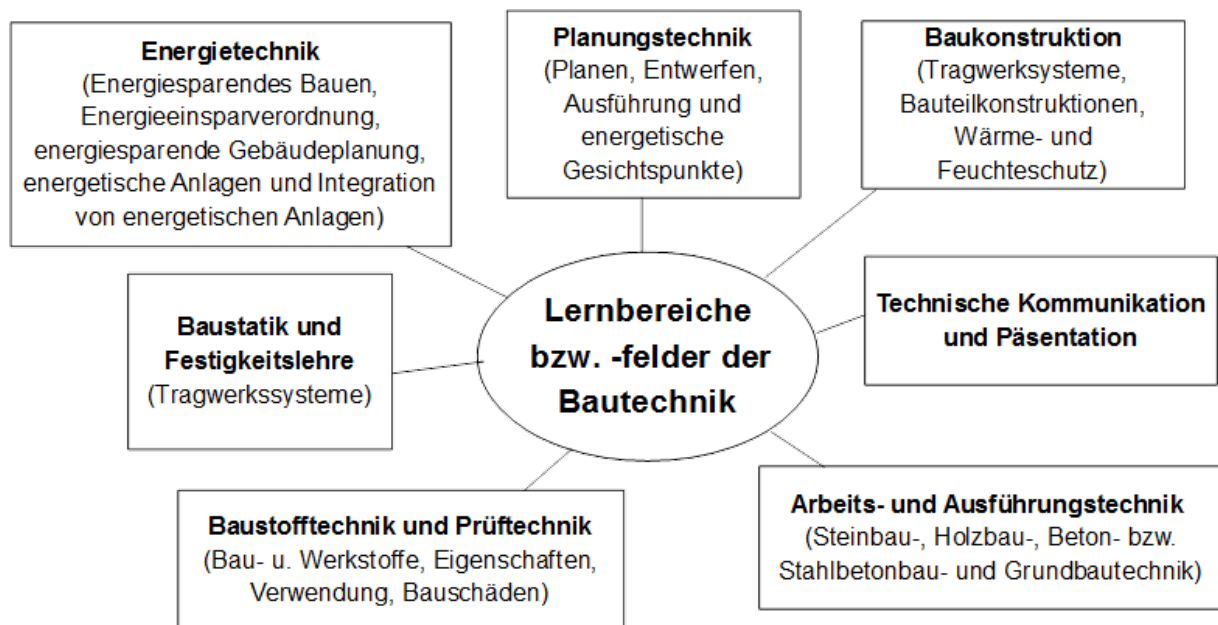 Energietechnik
(Energiesparendes Bauen,
Energieeinsparverordnung,
energiesparende Gebäudeplanung,
energetische Anlagen und Integration
von energetischen Anlagen)
Planungstechnik
(Planen, Entwerfen,
Ausführung und
energetische
Gesichtspunkte)
Baukonstruktion
(Tragwerksysteme,
Bauteilkonstruktionen,
Wärme- und
Feuchteschutz)
Baustatik und
Festigkeitslehre
(Tragwerkssysteme)
Lernbereiche
bzw. -felder der
Bautechnik
Technische Kommunikation
und Päsentation
Baustofftechnik und Prüftechnik
(Bau- u. Werkstoffe, Eigenschaften,
Verwendung, Bauschäden)
Arbeits- und Ausführungstechnik
(Steinbau-, Holzbau-, Beton- bzw.
Stahlbetonbau- und Grundbautechnik)